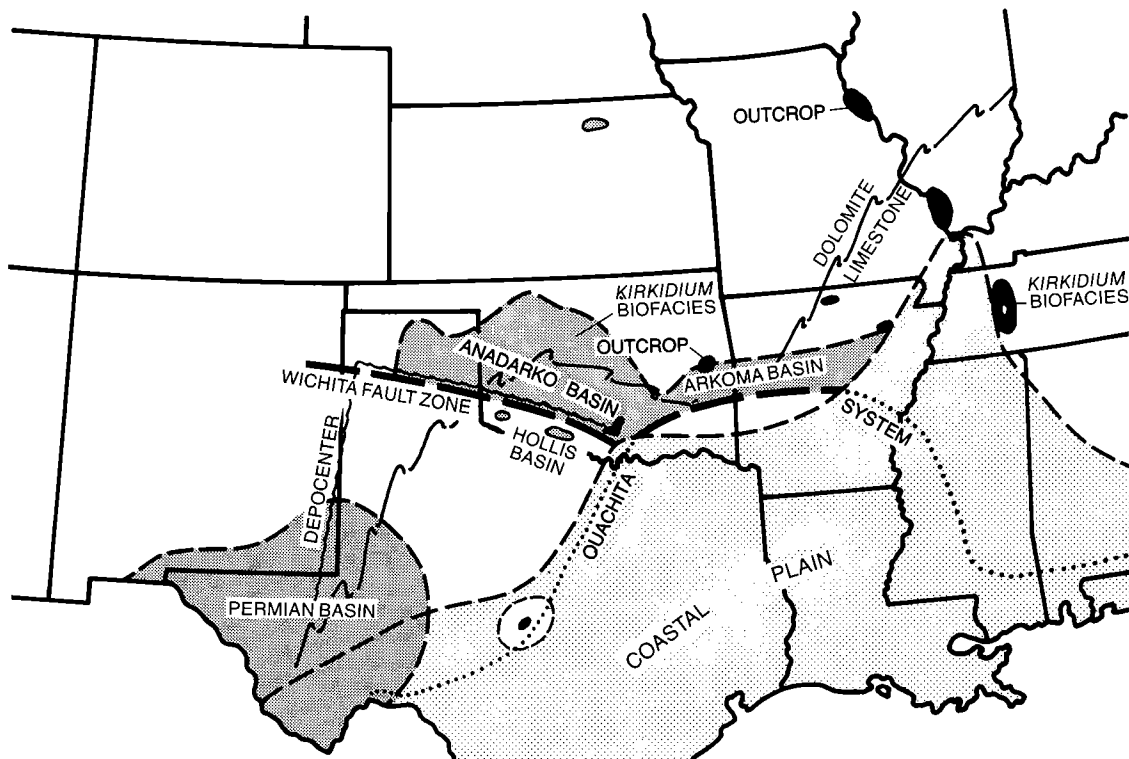 OUTCROP
DOLOMITE
LIMESTONE
KIRKIDIUM
BIOFACIES
KIRKIDIUM
BIOFACIES
OUTCROP
ANADARKO BASIN
ARKOMA BASIN
WICHITA FAULT ZONE
HOLLIS
BASIN
SYSTEM
OUACHITA
DEPOCENTER
PERMIAN BASIN
COASTAL PLAIN